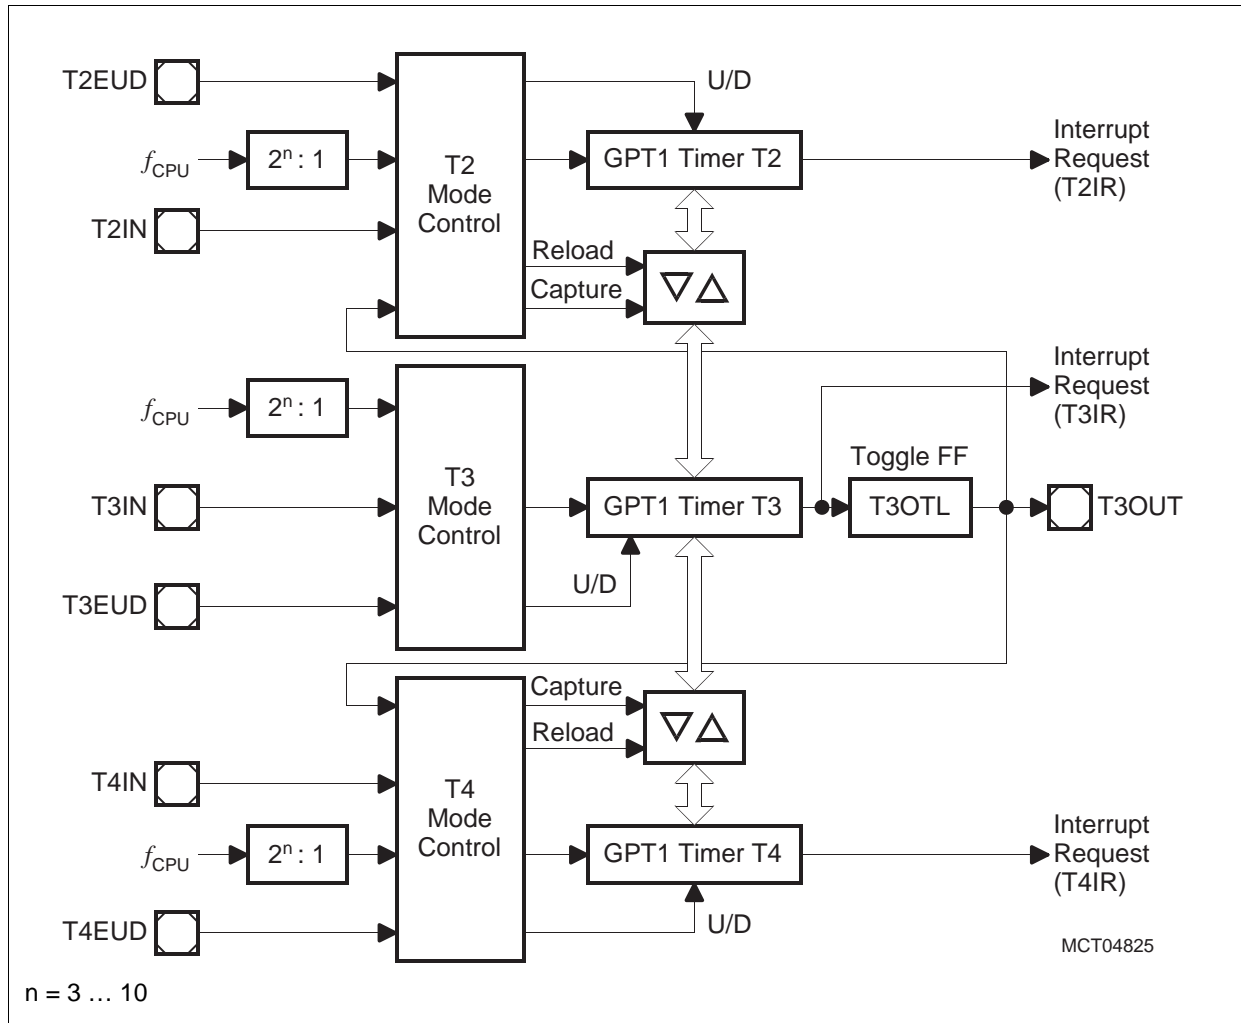 T2EUD
U/D
fCPU
2ⁿ : 1
T2
Mode
Control
GPT1 Timer T2
Interrupt
Request
(T2IR)
T2IN
Reload
Capture
Interrupt
Request
(T3IR)
fCPU
2ⁿ : 1
T3
Mode
Control
Toggle FF
T3IN
GPT1 Timer T3
T3OTL
T3OUT
T3EUD
U/D
Capture
Reload
T4IN
T4
Mode
Control
fCPU
2ⁿ : 1
GPT1 Timer T4
Interrupt
Request
(T4IR)
T4EUD
U/D
MCT04825
n = 3 … 10